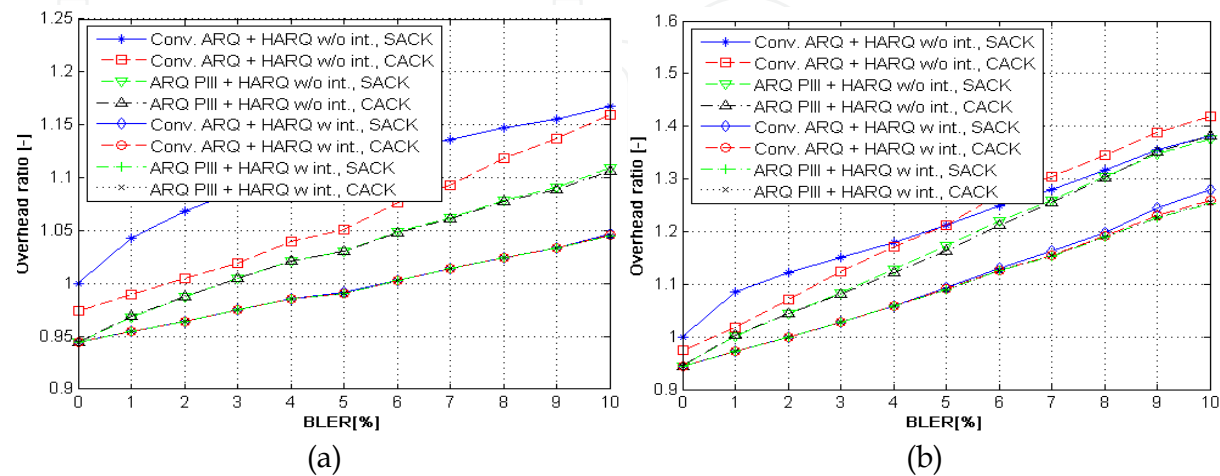 1.25
1.2
1.15
1.1
1.05
1
0.95
0.9
Overhead ratio [-]
Conv. ARQ + HARQ w/o int., SACK
Conv. ARQ + HARQ w/o int., CACK
ARQ PIII + HARQ w/o int., SACK
ARQ PIII + HARQ w/o int., CACK
Conv. ARQ + HARQ w int., SACK
Conv. ARQ + HARQ w int., CACK
ARQ PIII + HARQ w int., SACK
ARQ PIII + HARQ w int., CACK
0 1 2 3 4 5 6 7 8 9 10
BLER[%]
(a)
1.6
1.5
1.4
1.3
1.2
1.1
1
0.9
Overhead ratio [-]
Conv. ARQ + HARQ w/o int., SACK
Conv. ARQ + HARQ w/o int., CACK
ARQ PIII + HARQ w/o int., SACK
ARQ PIII + HARQ w/o int., CACK
Conv. ARQ + HARQ w int., SACK
Conv. ARQ + HARQ w int., CACK
ARQ PIII + HARQ w int., SACK
ARQ PIII + HARQ w int., CACK
0 1 2 3 4 5 6 7 8 9 10
BLER[%]
(b)